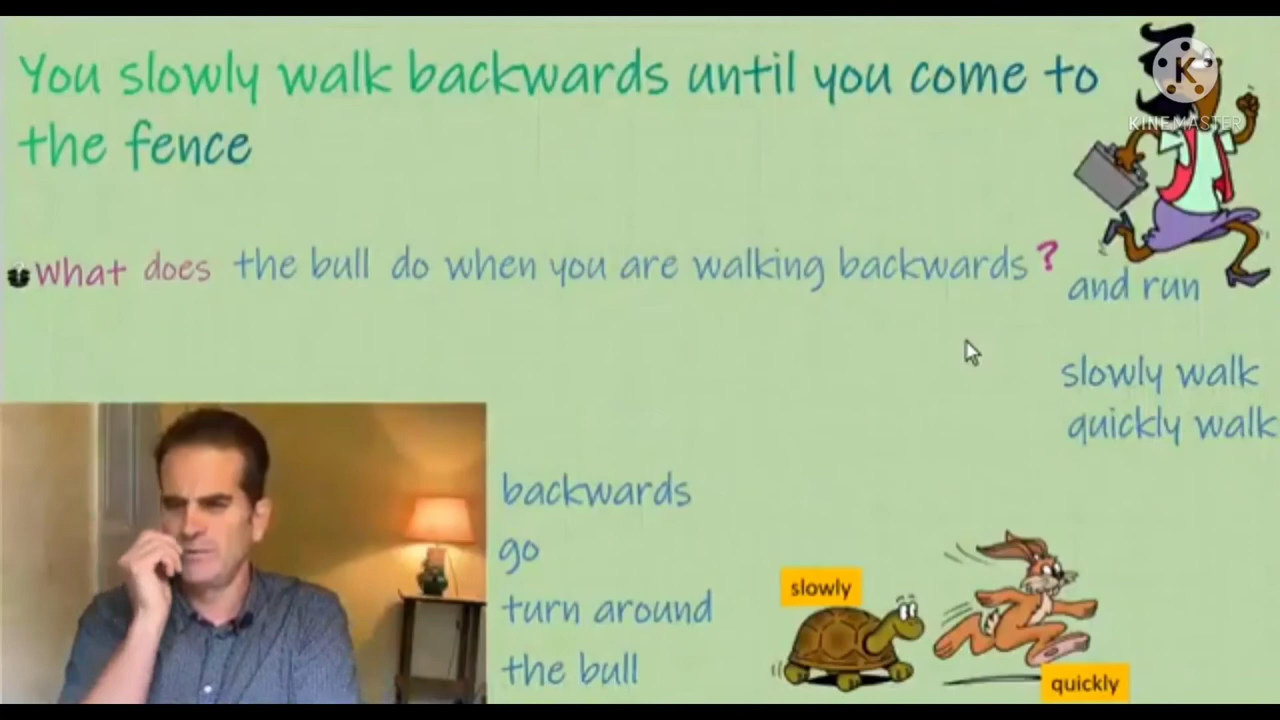 You slowly walk backwards until you come to
the fence
KINEMASTER
What does the bull do when you are walking backwards?
and run
slowly walk
quickly walk
backwards
go
turn around
the bull
slowly
quickly